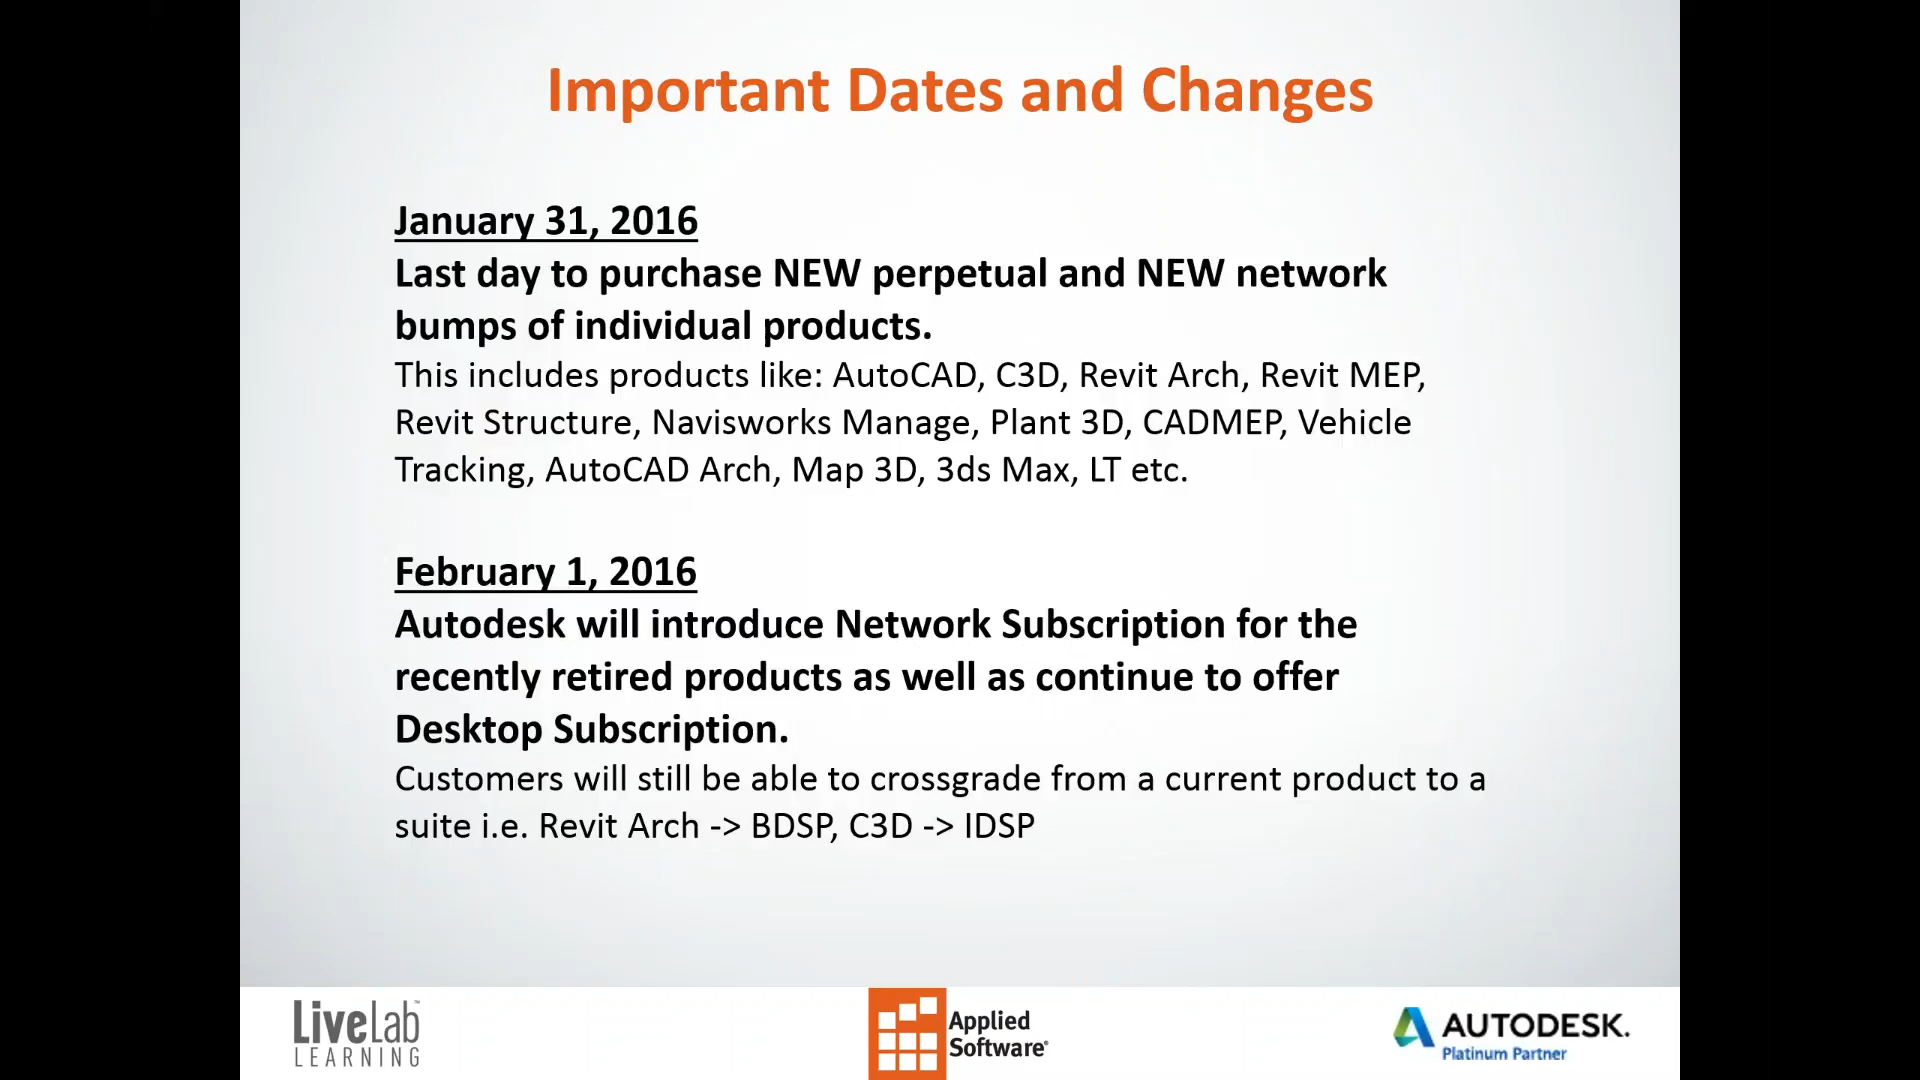 Important Dates and Changes
January 31, 2016
Last day to purchase NEW perpetual and NEW network
bumps of individual products.
This includes products like: AutoCAD, C3D, Revit Arch, Revit MEP,
Revit Structure, Navisworks Manage, Plant 3D, CADMEP, Vehicle
Tracking, AutoCAD Arch, Map 3D, 3ds Max, LT etc.
February 1, 2016
Autodesk will introduce Network Subscription for the
recently retired products as well as continue to offer
Desktop Subscription.
Customers will still be able to crossgrade from a current product to a
suite i.e. Revit Arch -> BDSP, C3D -> IDSP
LiveLab™
LEARNING
Applied
Software®
AUTODESK.
Platinum Partner